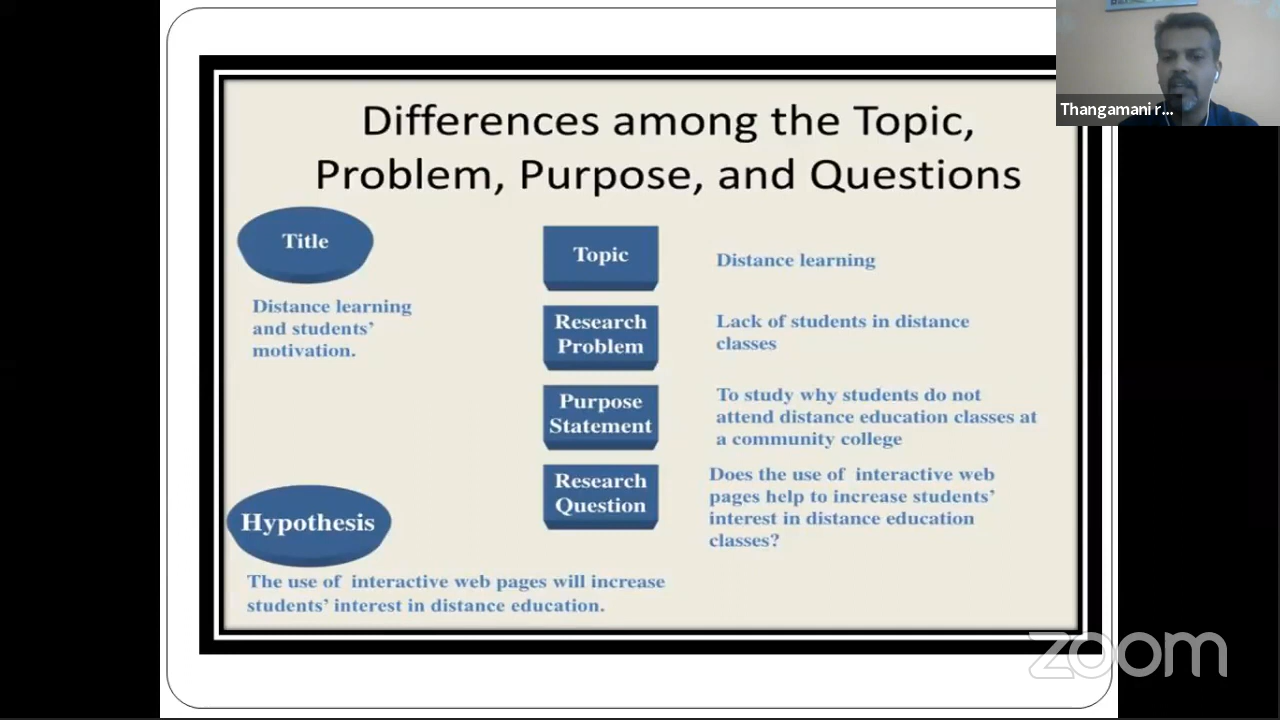 Differences among the Topic,
Problem, Purpose, and Questions
Title
Distance learning
and students’
motivation.
Topic
Distance learning
Research
Problem
Lack of students in distance
classes
Purpose
Statement
To study why students do not
attend distance education classes at
a community college
Research
Question
Does the use of interactive web
pages help to increase students’
interest in distance education
classes?
Hypothesis
The use of interactive web pages will increase
students’ interest in distance education.
Thangamani r...
zoom